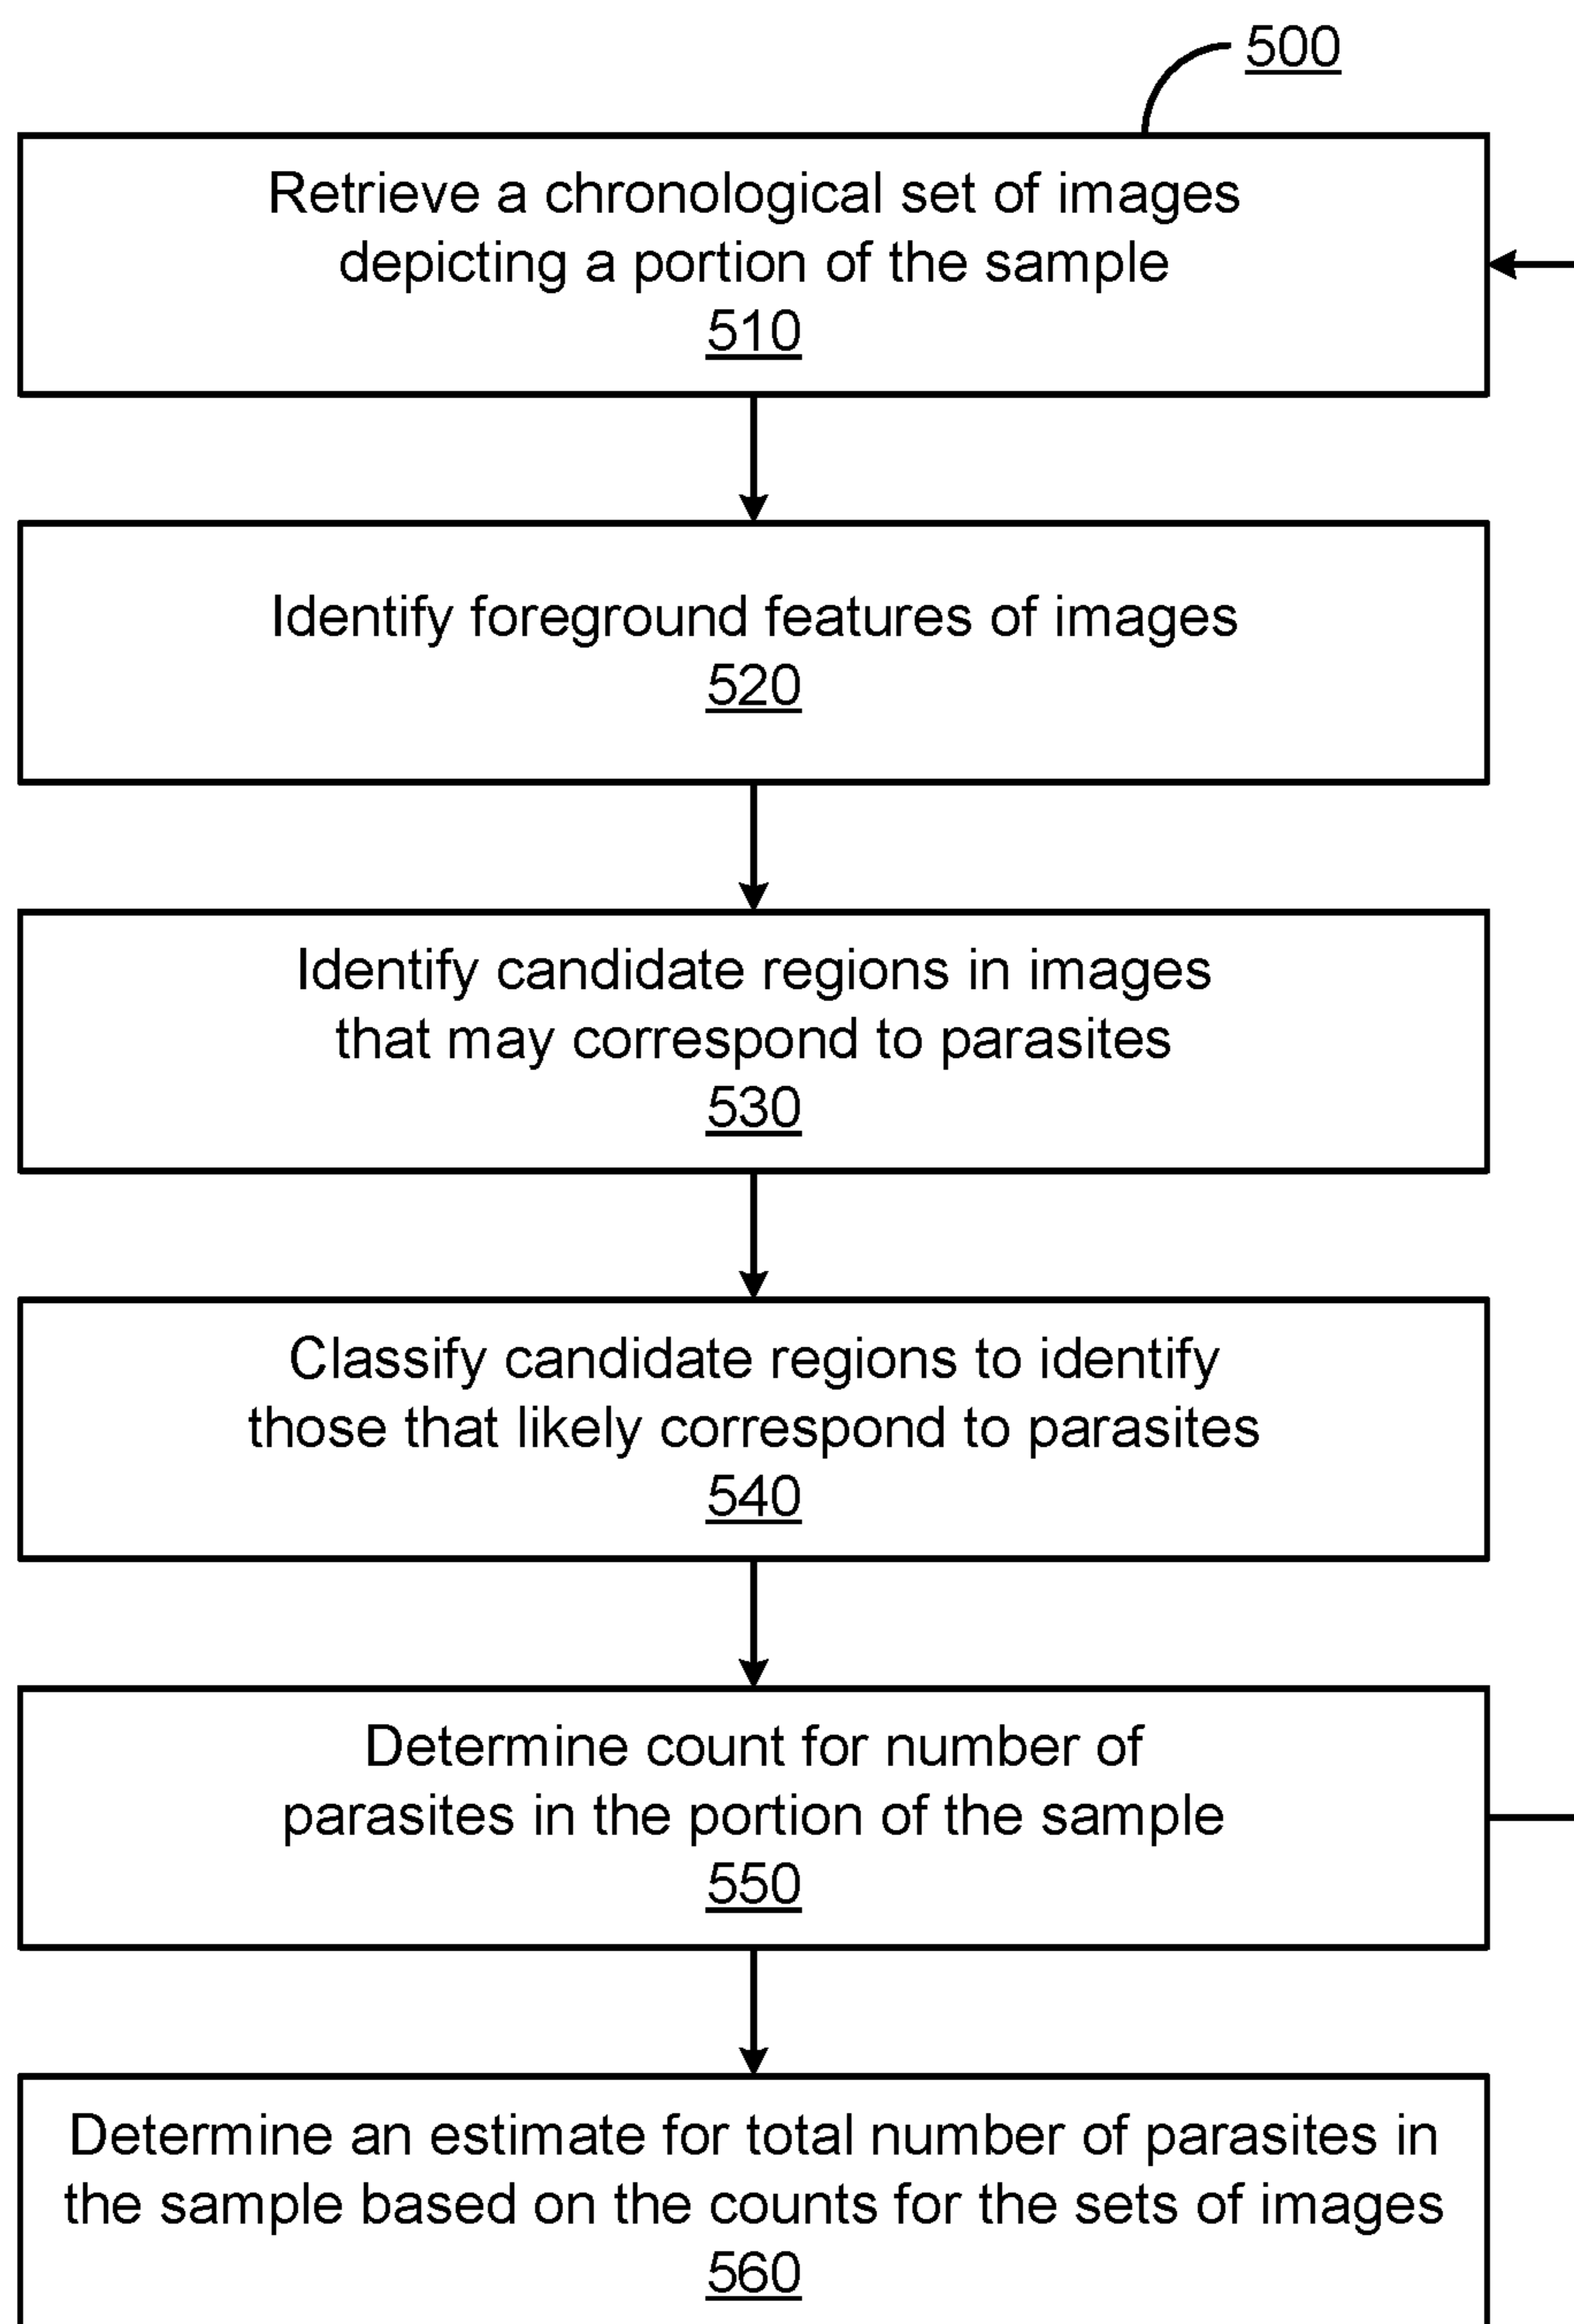 500
Retrieve a chronological set of images
depicting a portion of the sample
510
Identify foreground features of images
520
Identify candidate regions in images
that may correspond to parasites
530
Classify candidate regions to identify
those that likely correspond to parasites
540
Determine count for number of
parasites in the portion of the sample
550
Determine an estimate for total number of parasites in
the sample based on the counts for the sets of images
560